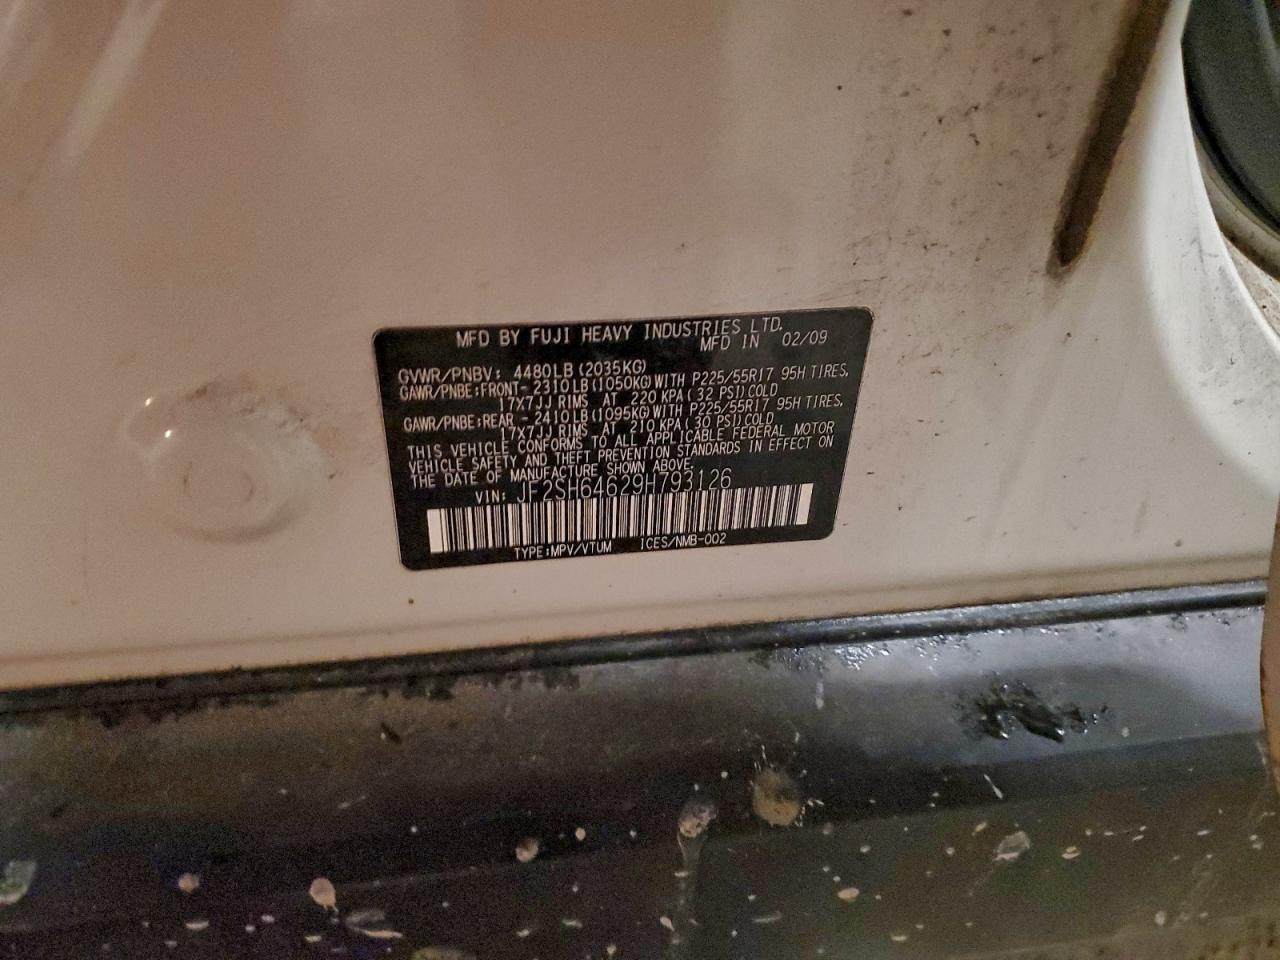 MFD BY FUJI HEAVY INDUSTRIES LTD.
MFD IN 02/09
GVWR/PNBV: 4480LB(2035KG)
GAWR/PNBE:FRONT-2310LB(1050KG)WITH P225/55R17 95H TIRES,
17X7JJ RIMS AT 220 KPA(32 PSI)COLD
GAWR/PNBE:REAR -2410LB(1095KG)WITH P225/55R17 95H TIRES,
17X7JJ RIMS AT 210 KPA(30 PSI)COLD
THIS VEHICLE CONFORMS TO ALL APPLICABLE FEDERAL MOTOR
VEHICLE SAFETY AND THEFT PREVENTION STANDARDS IN EFFECT ON
THE DATE OF MANUFACTURE SHOWN ABOVE.
VIN: JF2SH64629H793126
TYPE:MPV/VTUM ICES/NMB-002